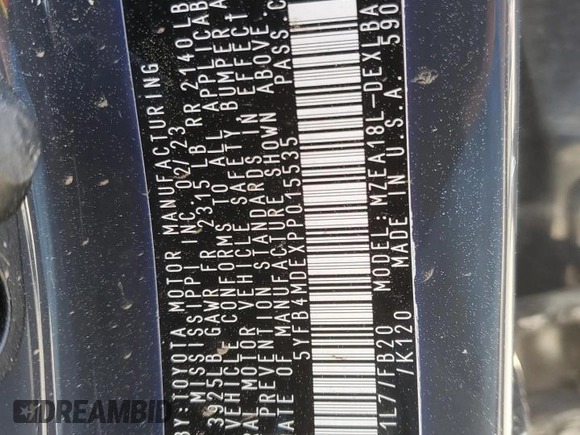 BY: TOYOTA MOTOR MANUFACTURING
MISSISSIPPI INC. 02/23
3925LB GAWR FR 2315 LB RR 2140LB
VEHICLE CONFORMS TO ALL APPLICAB
RAL MOTOR VEHICLE SAFETY BUMPER A
PREVENTION STANDARDS IN EFFECT
ATE OF MANUFACTURE SHOWN ABOVE.
5YFB4MDEXPP015535 PASS.C
1L7/FB20 MODEL: MZEA18L-DEXLBA
/K120 MADE IN U.S.A. 590
DREAMBID